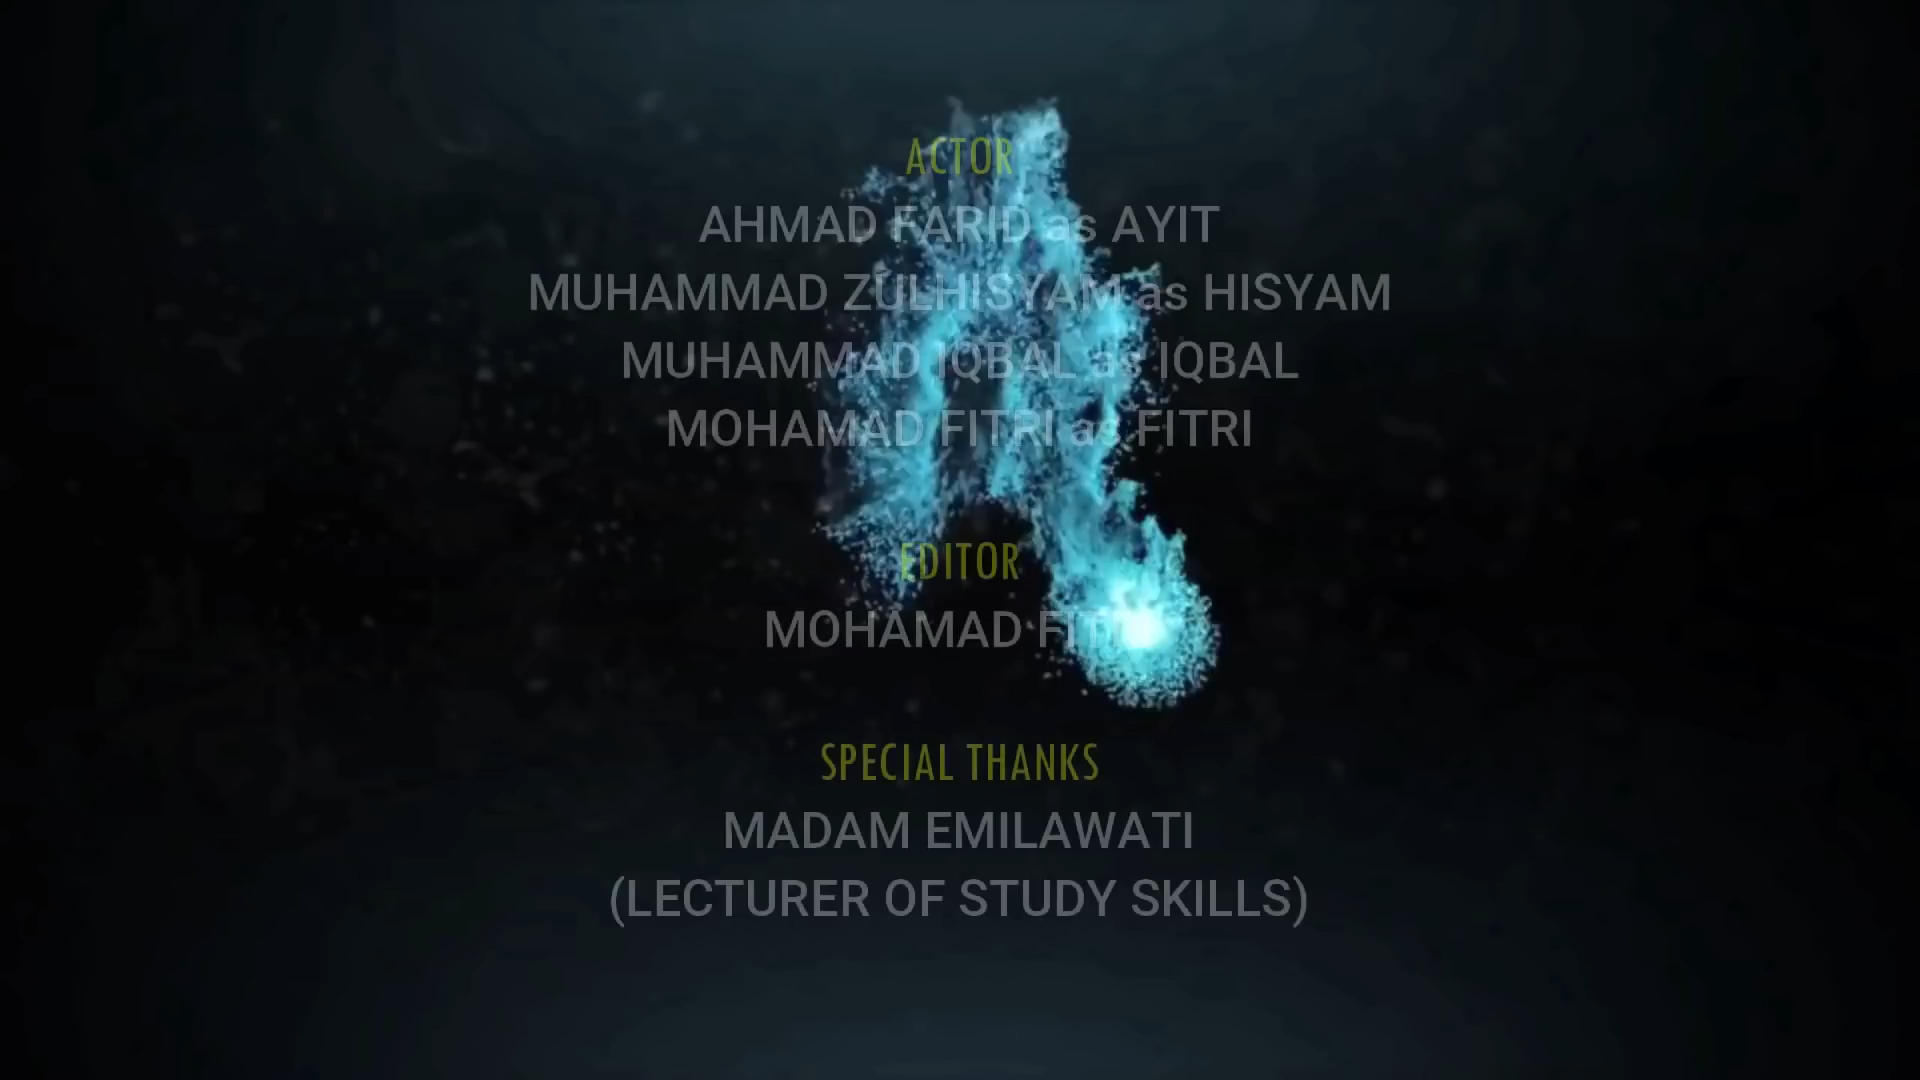 ACTOR
AHMAD FARID as AYIT
MUHAMMAD ZULHISYAM as HISYAM
MUHAMMAD IQBAL as IQBAL
MOHAMAD FITRI as FITRI
EDITOR
MOHAMAD
SPECIAL THANKS
MADAM EMILAWATI
(LECTURER OF STUDY SKILLS)